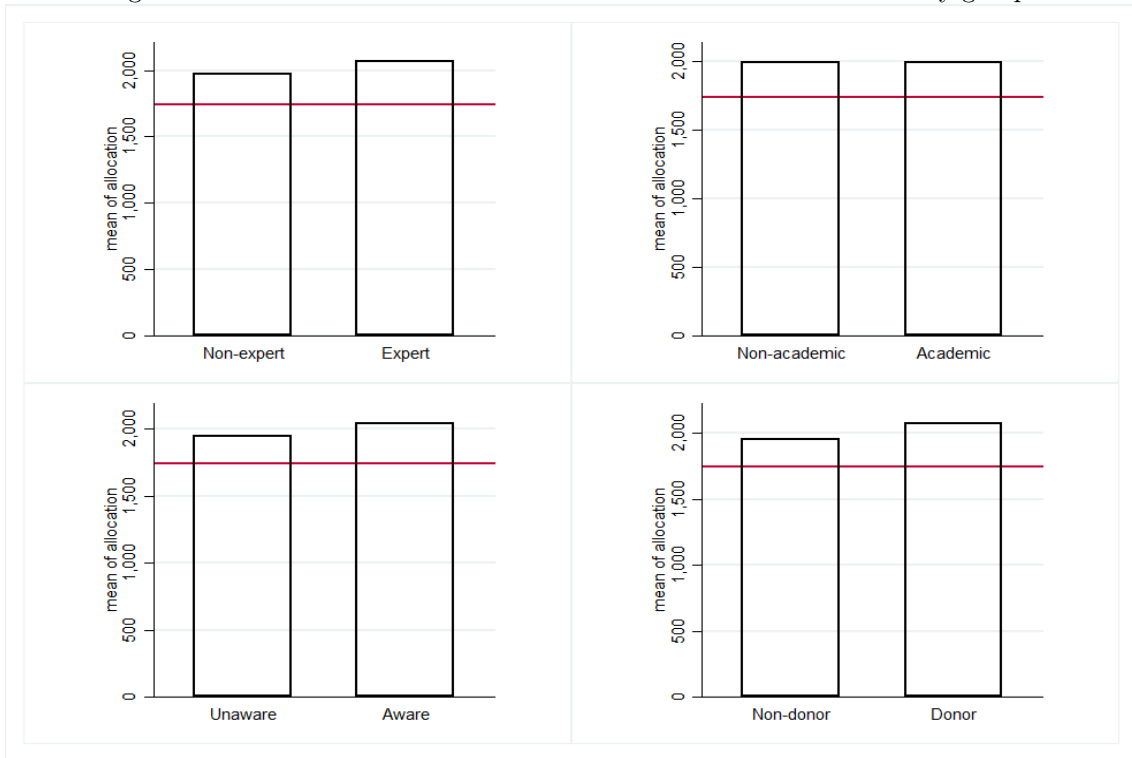 mean of allocation
2,000
1,500
1,000
500
0
Non-expert Expert
mean of allocation
2,000
1,500
1,000
500
0
Non-academic Academic
mean of allocation
2,000
1,500
1,000
500
0
Unaware Aware
mean of allocation
2,000
1,500
1,000
500
0
Non-donor Donor